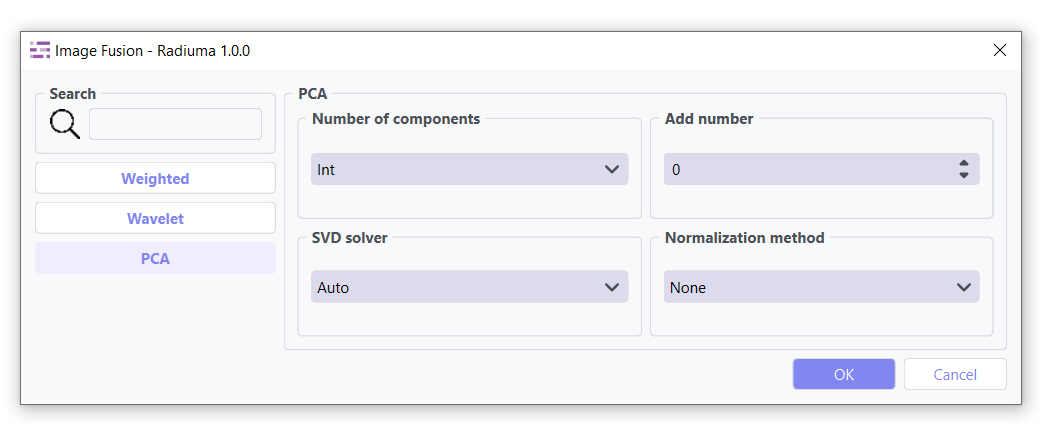 Image Fusion - Radiuma 1.0.0
Search
Weighted
Wavelet
PCA
PCA
Number of components
Int
Add number
0
SVD solver
Auto
Normalization method
None
OK
Cancel